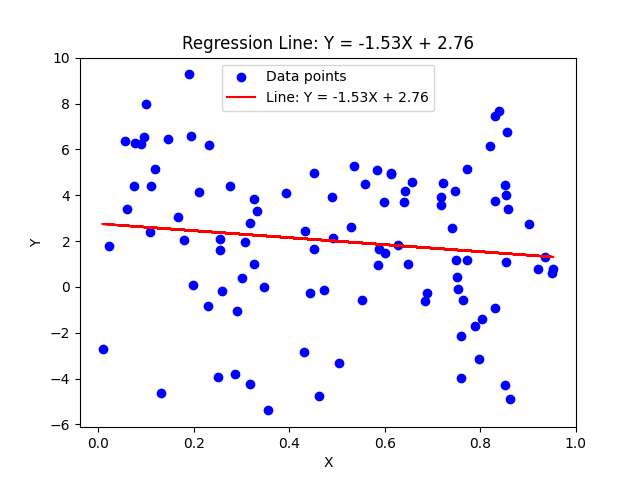 Regression Line: Y = -1.53X + 2.76
Data points
Line: Y = -1.53X + 2.76
10
8
6
4
2
0
−2
−4
−6
Y
0.0 0.2 0.4 0.6 0.8 1.0
X